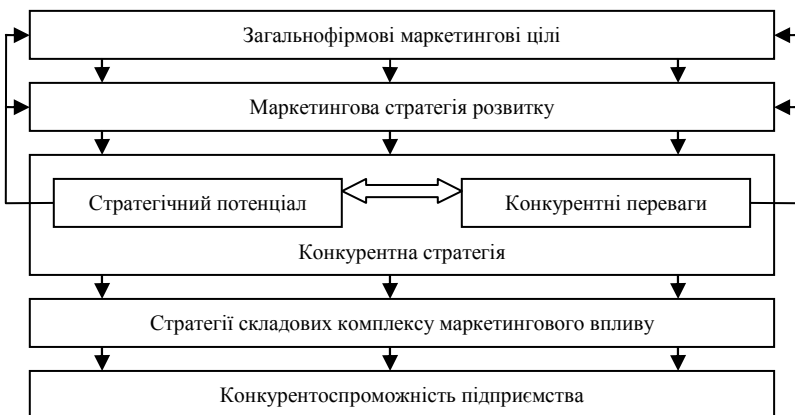 Загальнофірмові маркетингові цілі
Маркетингова стратегія розвитку
Стратегічний потенціал
Конкурентні переваги
Конкурентна стратегія
Стратегії складових комплексу маркетингового впливу
Конкурентоспроможність підприємства